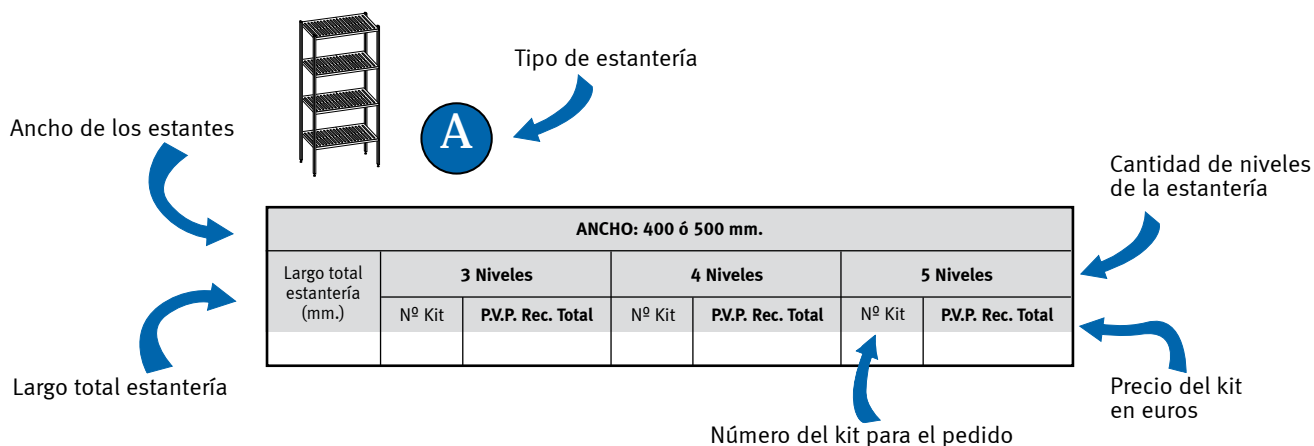 Tipo de estantería
A
Ancho de los estantes
Cantidad de niveles
de la estantería
ANCHO: 400 ó 500 mm.
Largo total
estantería
(mm.)
3 Niveles
4 Niveles
5 Niveles
Nº Kit
P.V.P. Rec. Total
Nº Kit
P.V.P. Rec. Total
Nº Kit
P.V.P. Rec. Total
Largo total estantería
Precio del kit
en euros
Número del kit para el pedido